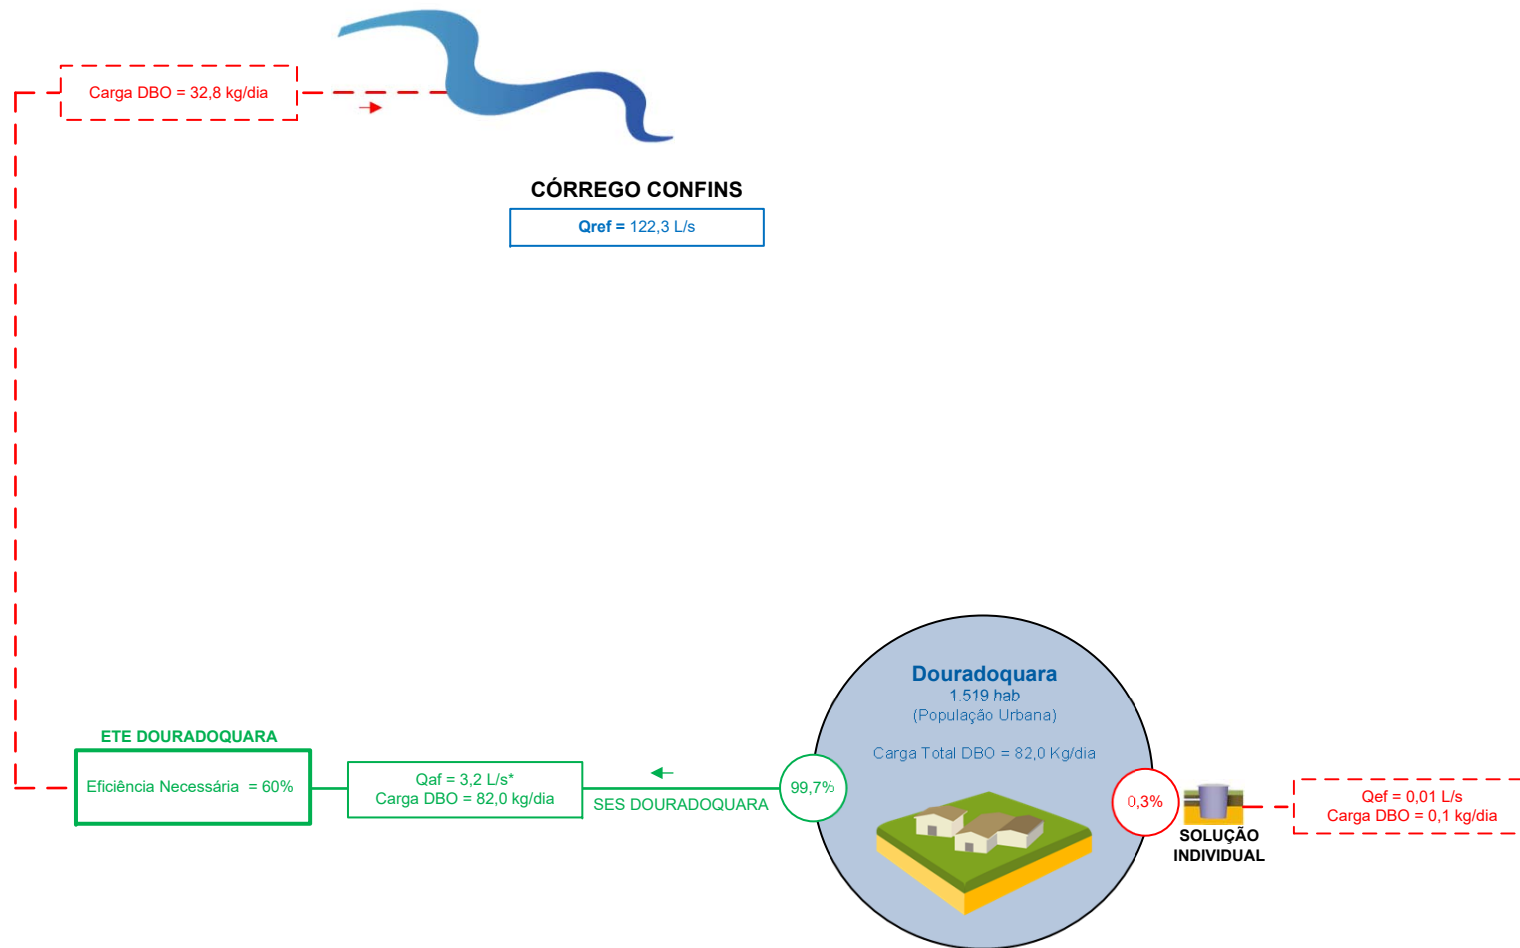 Carga DBO = 32,8 kg/dia
CÓRREGO CONFINS
Qref = 122,3 L/s
Douradoquara
1.519 hab
(População Urbana)
Carga Total DBO = 82,0 Kg/dia
ETE DOURADOQUARA
Eficiência Necessária = 60%
Qaf = 3,2 L/s*
Carga DBO = 82,0 kg/dia
SES DOURADOQUARA
99,7%
0,3%
SOLUÇÃO
INDIVIDUAL
Qef = 0,01 L/s
Carga DBO = 0,1 kg/dia